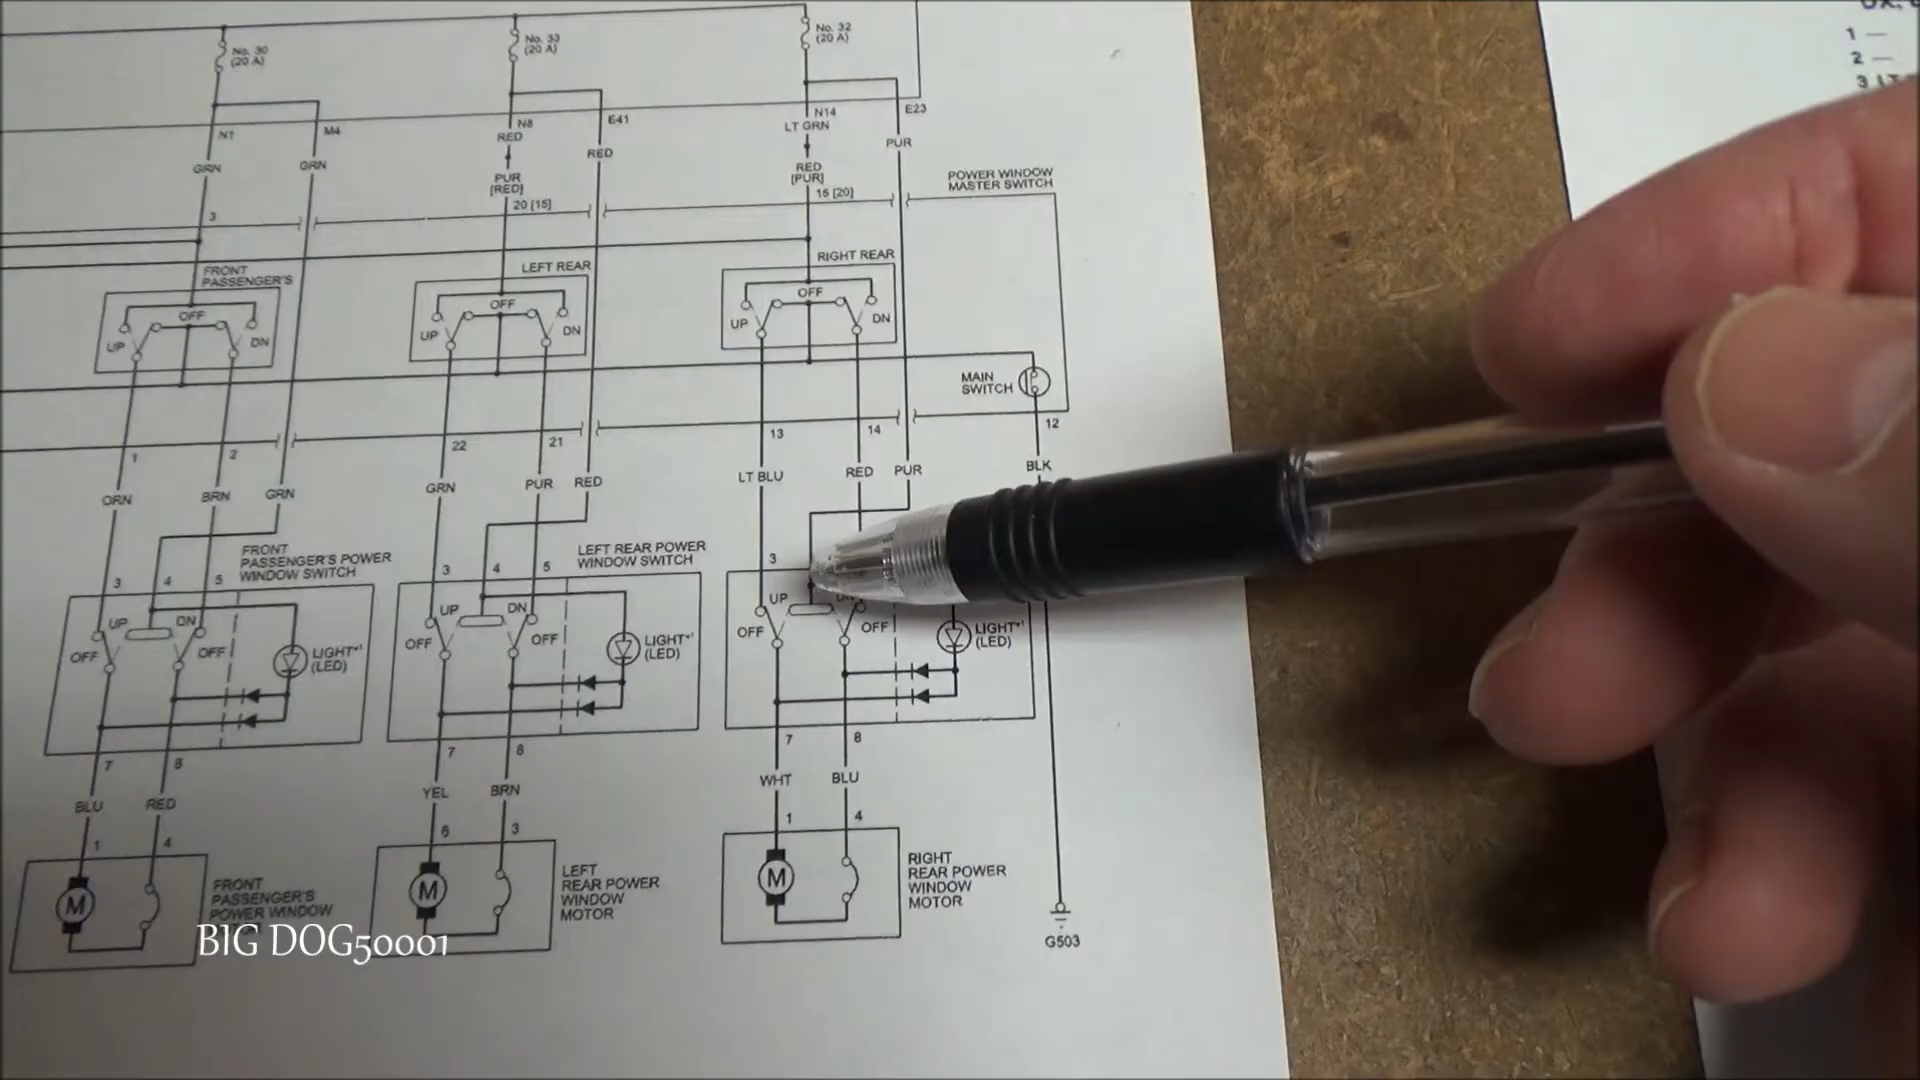 No. 30
(20 A)
No. 33
(20 A)
No. 32
(20 A)
1 —
2 —
N1
M4
N8
E41
N14
E23
GRN
GRN
RED
RED
LT GRN
PUR
PUR
[RED]
RED
[PUR]
3
20 [15]
16 [20]
POWER WINDOW
MASTER SWITCH
FRONT
PASSENGER'S
LEFT REAR
RIGHT REAR
UP
OFF
DN
UP
OFF
DN
UP
OFF
DN
MAIN
SWITCH
1
2
22
21
13
14
12
ORN
BRN
GRN
GRN
PUR
RED
LT BLU
RED
PUR
BLK
FRONT
PASSENGER'S POWER
WINDOW SWITCH
LEFT REAR POWER
WINDOW SWITCH
3
4
5
3
4
5
3
UP
DN
OFF
OFF
LIGHT*1
(LED)
UP
DN
OFF
OFF
LIGHT*1
(LED)
UP
DN
OFF
OFF
LIGHT*1
(LED)
7
8
7
8
7
8
BLU
RED
YEL
BRN
WHT
BLU
1
4
6
3
1
4
M
FRONT
PASSENGER'S
POWER WINDOW
M
LEFT
REAR POWER
WINDOW
MOTOR
M
RIGHT
REAR POWER
WINDOW
MOTOR
G503
BIG DOG50001